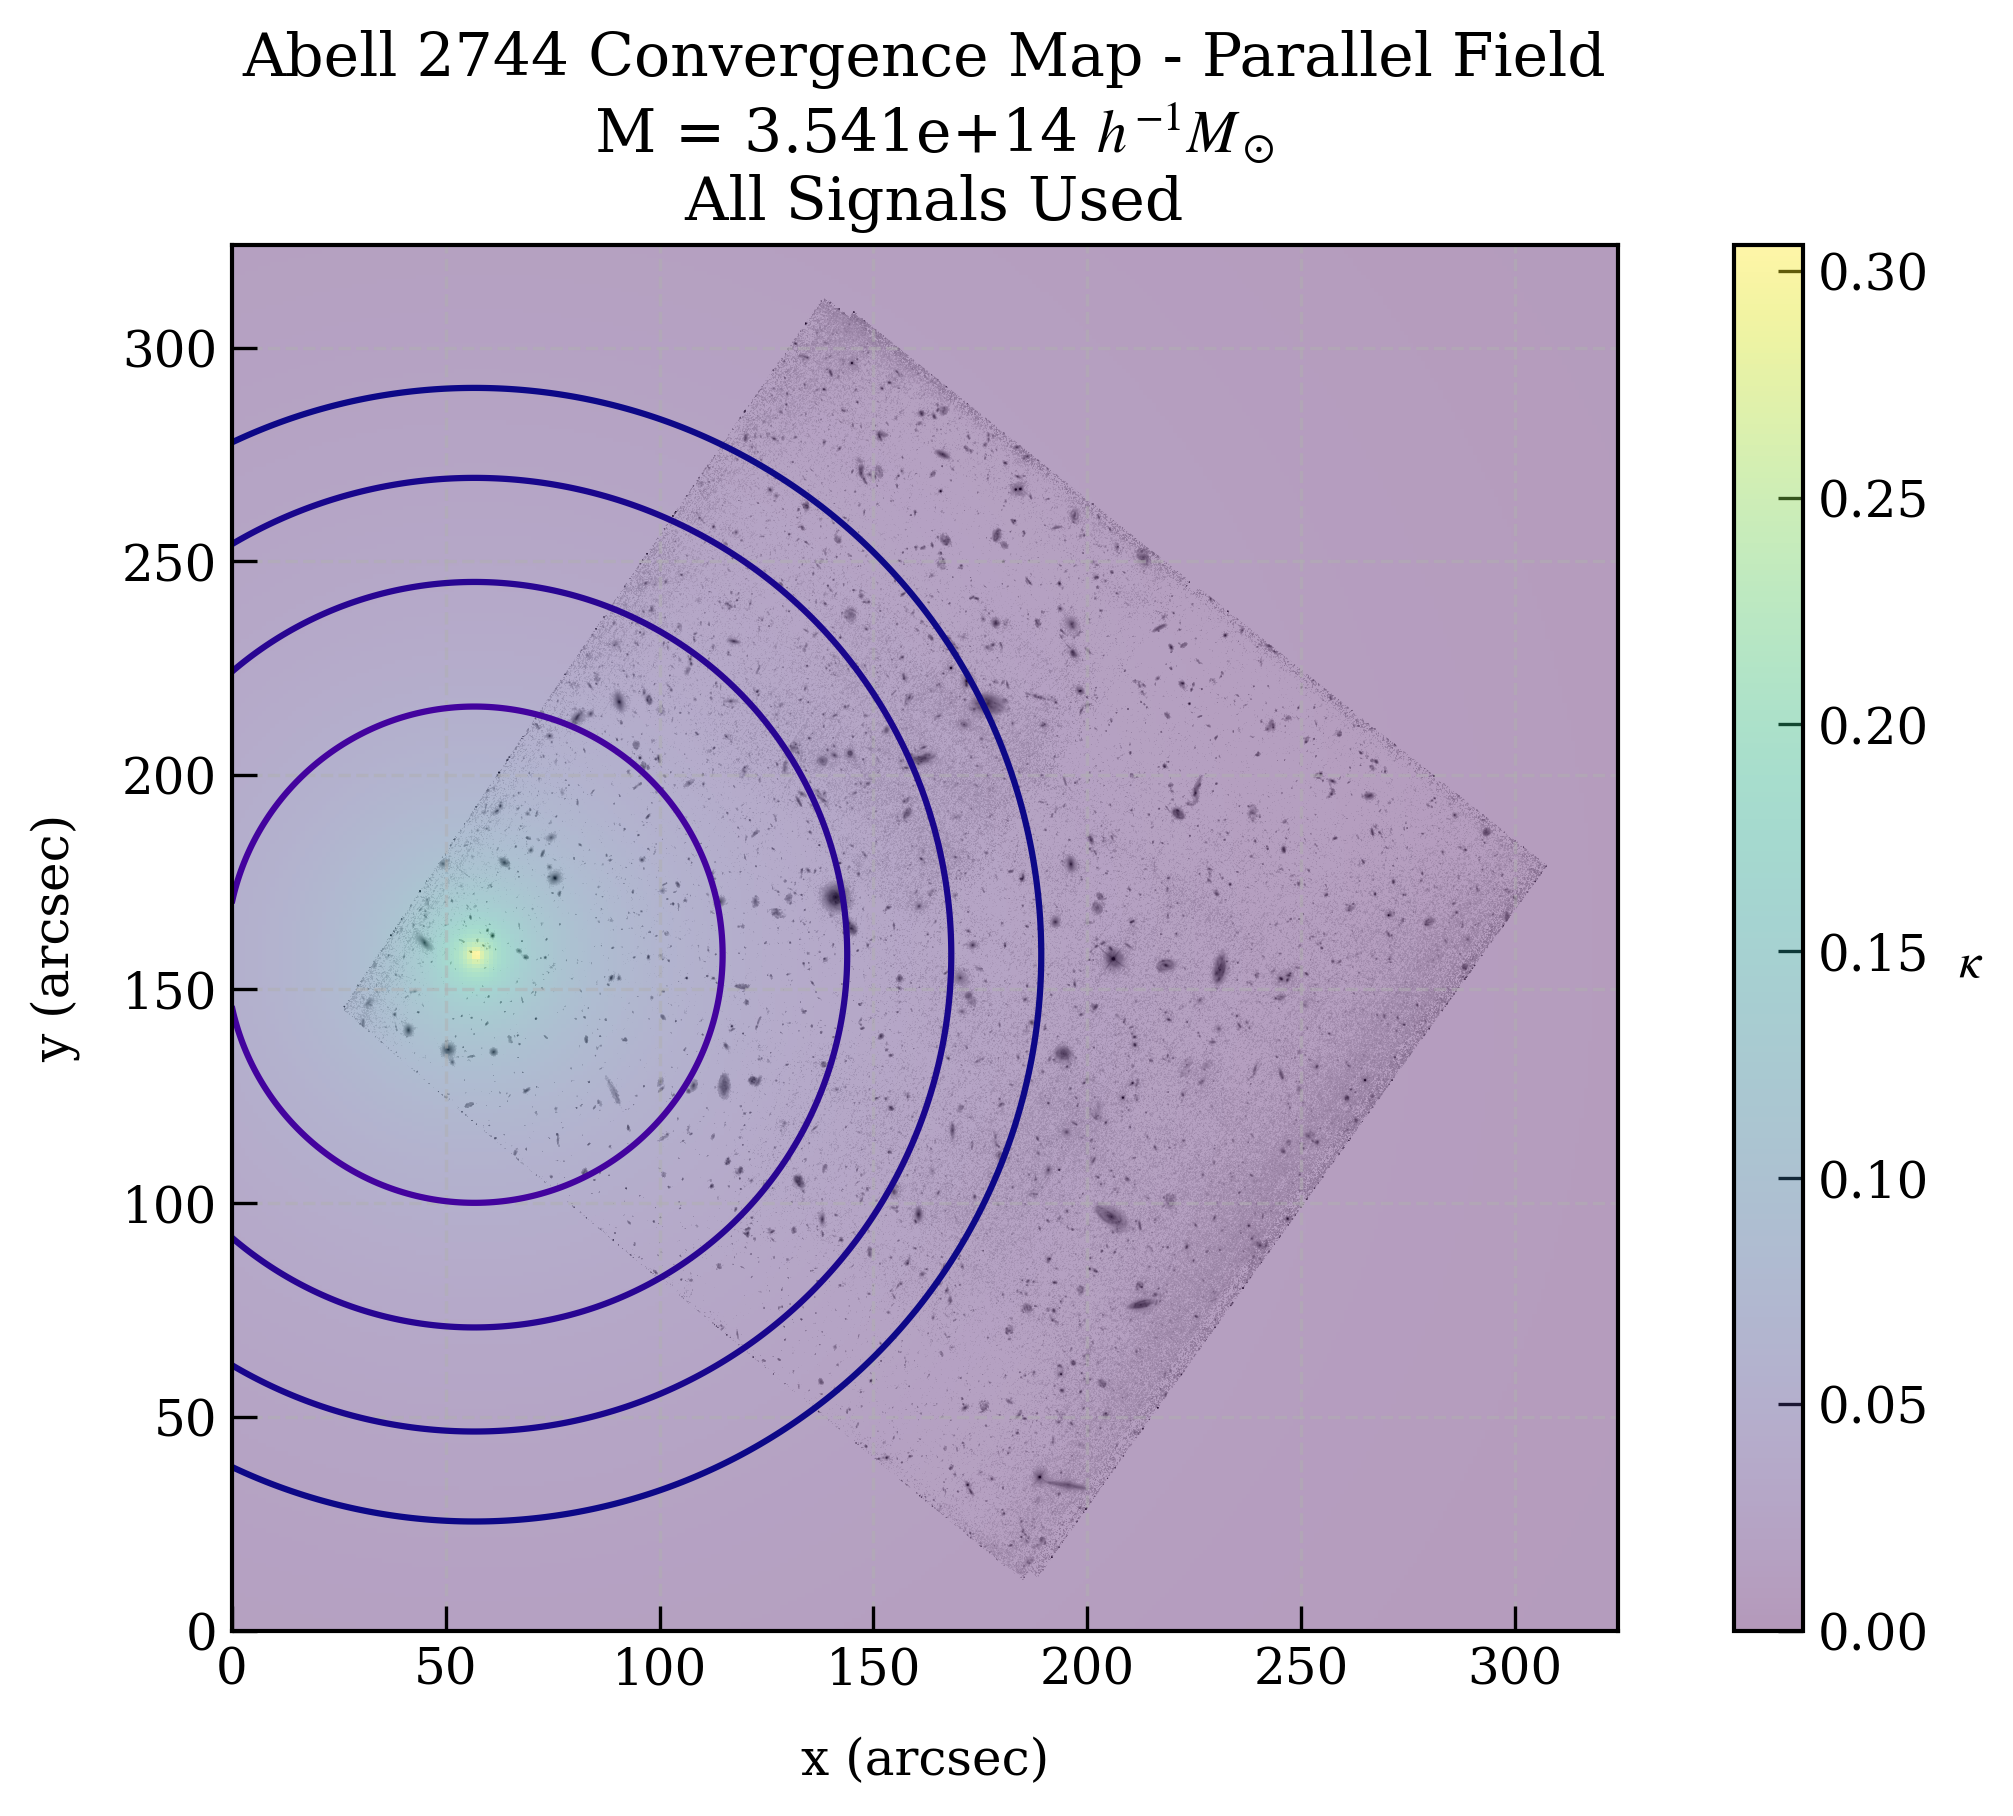 Abell 2744 Convergence Map - Parallel Field
M = 3.541e+14 h⁻¹M⊙
All Signals Used
300
250
200
150
100
50
0
y (arcsec)
0 50 100 150 200 250 300
x (arcsec)
0.30
0.25
0.20
0.15
0.10
0.05
0.00
κ